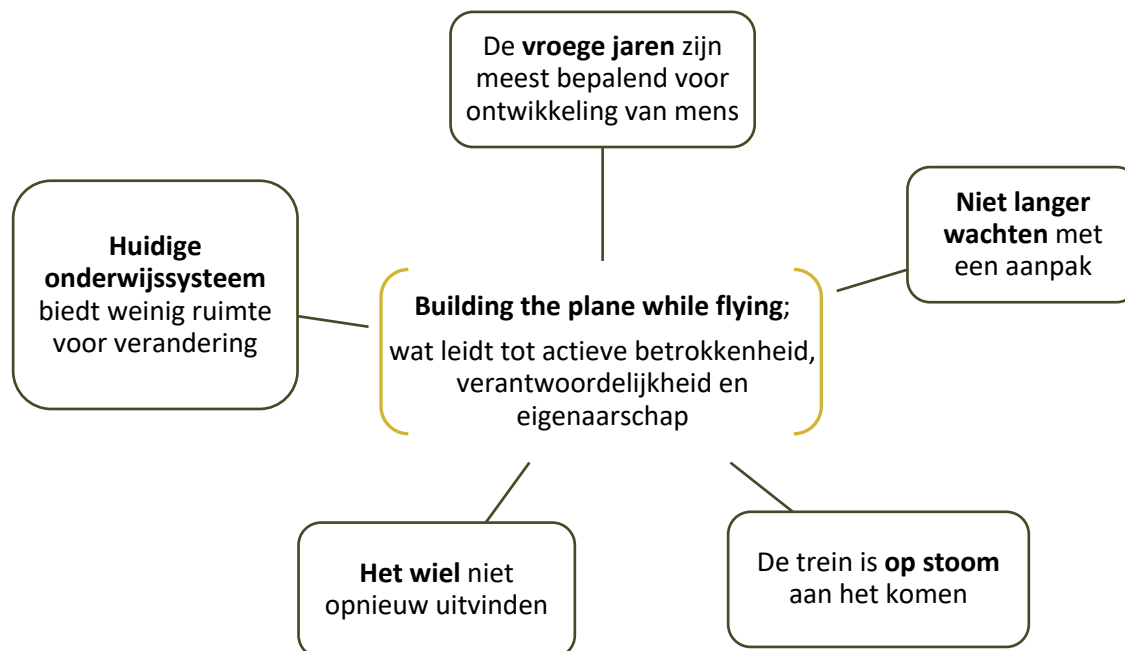 De vroege jaren zijn
meest bepalend voor
ontwikkeling van mens
Niet langer
wachten met
een aanpak
Huidige
onderwijssysteem
biedt weinig ruimte
voor verandering
Building the plane while flying;
wat leidt tot actieve betrokkenheid,
verantwoordelijkheid en
eigenaarschap
Het wiel niet
opnieuw uitvinden
De trein is op stoom
aan het komen